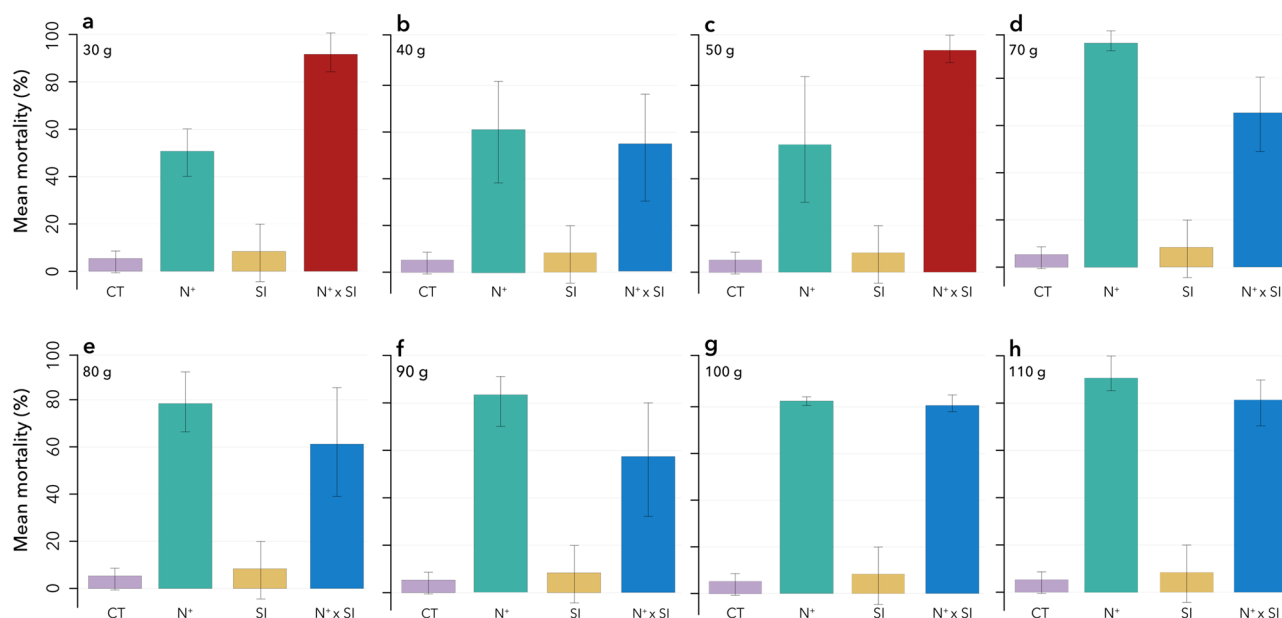 a
b
c
d
30 g
40 g
50 g
70 g
Mean mortality (%)
100
80
60
40
20
0
CT N⁺ SI N⁺ x SI
CT N⁺ SI N⁺ x SI
CT N⁺ SI N⁺ x SI
CT N⁺ SI N⁺ x SI
e
f
g
h
80 g
90 g
100 g
110 g
Mean mortality (%)
100
80
60
40
20
0
CT N⁺ SI N⁺ x SI
CT N⁺ SI N⁺ x SI
CT N⁺ SI N⁺ x SI
CT N⁺ SI N⁺ x SI